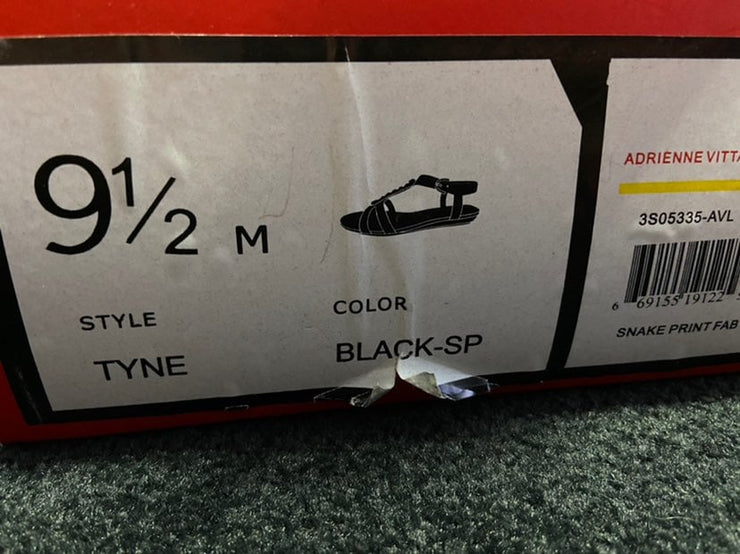 9½ M
STYLE
TYNE
COLOR
BLACK-SP
ADRIENNE VITTA
3S05335-AVL
6 69155 19122
SNAKE PRINT FAB